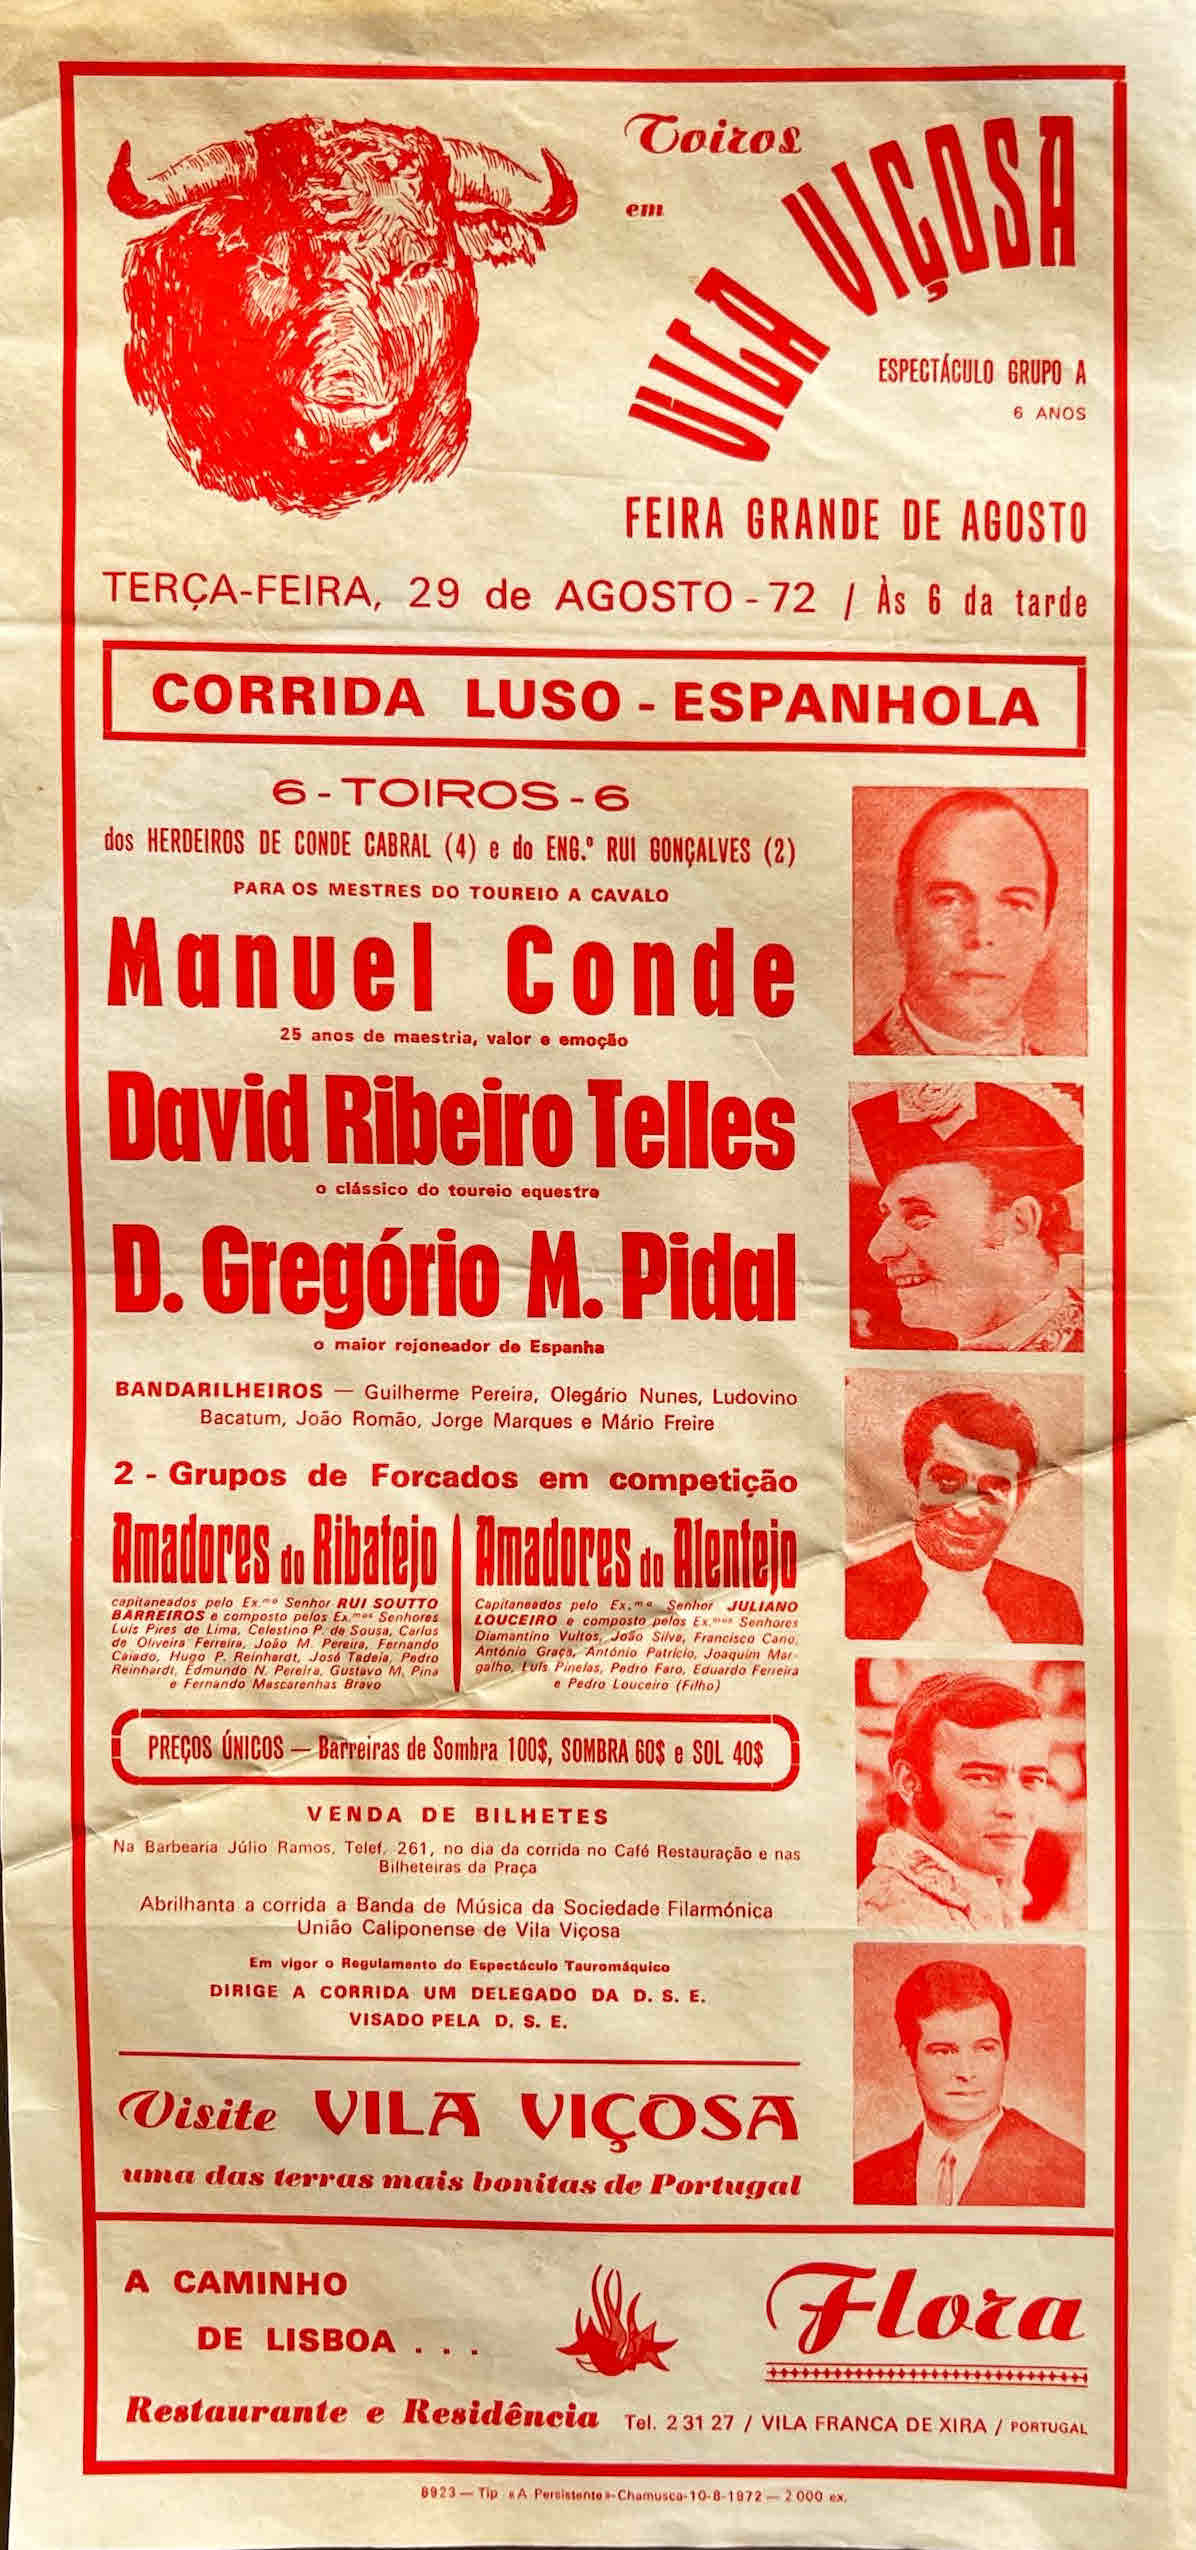 Toiros
em
VILA VIÇOSA
ESPECTÁCULO GRUPO A
6 ANOS
FEIRA GRANDE DE AGOSTO
TERÇA-FEIRA, 29 de AGOSTO - 72 / Às 6 da tarde
CORRIDA LUSO - ESPANHOLA
6 - TOIROS - 6
dos HERDEIROS DE CONDE CABRAL (4) e do ENG.º RUI GONÇALVES (2)
PARA OS MESTRES DO TOUREIO A CAVALO
Manuel Conde
25 anos de maestria, valor e emoção
David Ribeiro Telles
o clássico do toureio equestre
D. Gregório M. Pidal
o maior rejoneador de Espanha
BANDARILHEIROS — Guilherme Pereira, Olegário Nunes, Ludovino
Bacatum, João Romão, Jorge Marques e Mário Freire
2 - Grupos de Forcados em competição
Amadores do Ribatejo
capitaneados pelo Ex.mo Senhor RUI SOUTTO
BARREIROS e composto pelos Ex.mos Senhores
Luís Pires de Lima, Celestino P. de Sousa, Carlos
de Oliveira Ferreira, João M. Pereira, Fernando
Caiado, Hugo P. Reinhardt, José Tadeia, Pedro
Reinhardt, Edmundo N. Pereira, Gustavo M. Pina
e Fernando Mascarenhas Bravo
Amadores do Alentejo
Capitaneados pelo Ex.mo Senhor JULIANO
LOUCEIRO e composto pelos Ex.mos Senhores
Diamantino Vultos, João Silva, Francisco Cano,
António Graça, António Patrício, Joaquim Mar-
galho, Luís Pinelas, Pedro Faro, Eduardo Ferreira
e Pedro Louceiro (Filho)
PREÇOS ÚNICOS — Barreiras de Sombra 100$, SOMBRA 60$ e SOL 40$
VENDA DE BILHETES
Na Barbearia Júlio Ramos, Telef. 261, no dia da corrida no Café Restauração e nas
Bilheteiras da Praça
Abrilhanta a corrida a Banda de Música da Sociedade Filarmónica
União Caliponense de Vila Viçosa
Em vigor o Regulamento do Espectáculo Tauromáquico
DIRIGE A CORRIDA UM DELEGADO DA D. S. E.
VISADO PELA D. S. E.
Visite VILA VIÇOSA
uma das terras mais bonitas de Portugal
A CAMINHO
DE LISBOA . . .
Flora
Restaurante e Residência Tel. 2 31 27 / VILA FRANCA DE XIRA / PORTUGAL
8923 — Tip «A Persistente»-Chamusca-10-8-1972 — 2 000 ex.